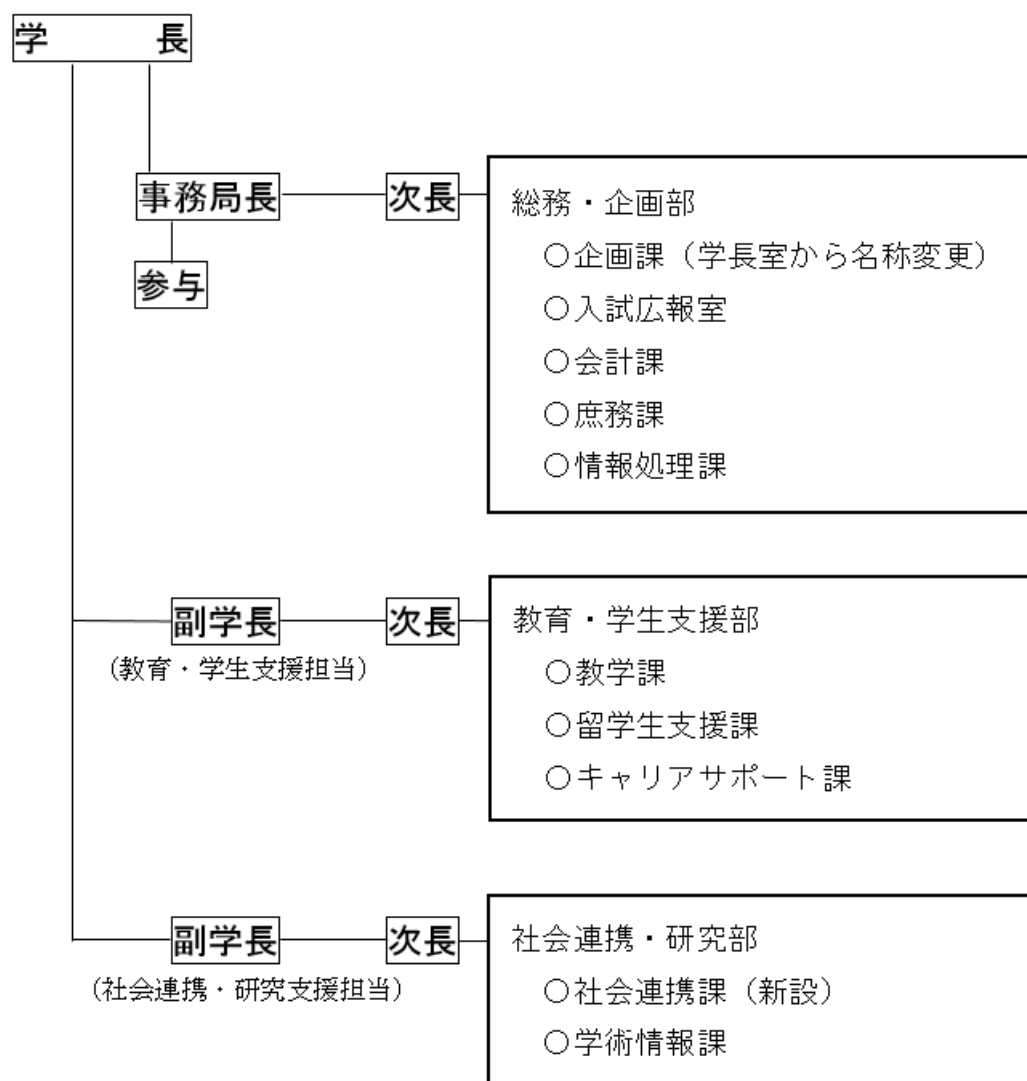 学　　　長
事務局長
次長
参与
総務・企画部
○企画課（学長室から名称変更）
○入試広報室
○会計課
○庶務課
○情報処理課
副学長
（教育・学生支援担当）
次長
教育・学生支援部
○教学課
○留学生支援課
○キャリアサポート課
副学長
（社会連携・研究支援担当）
次長
社会連携・研究部
○社会連携課（新設）
○学術情報課